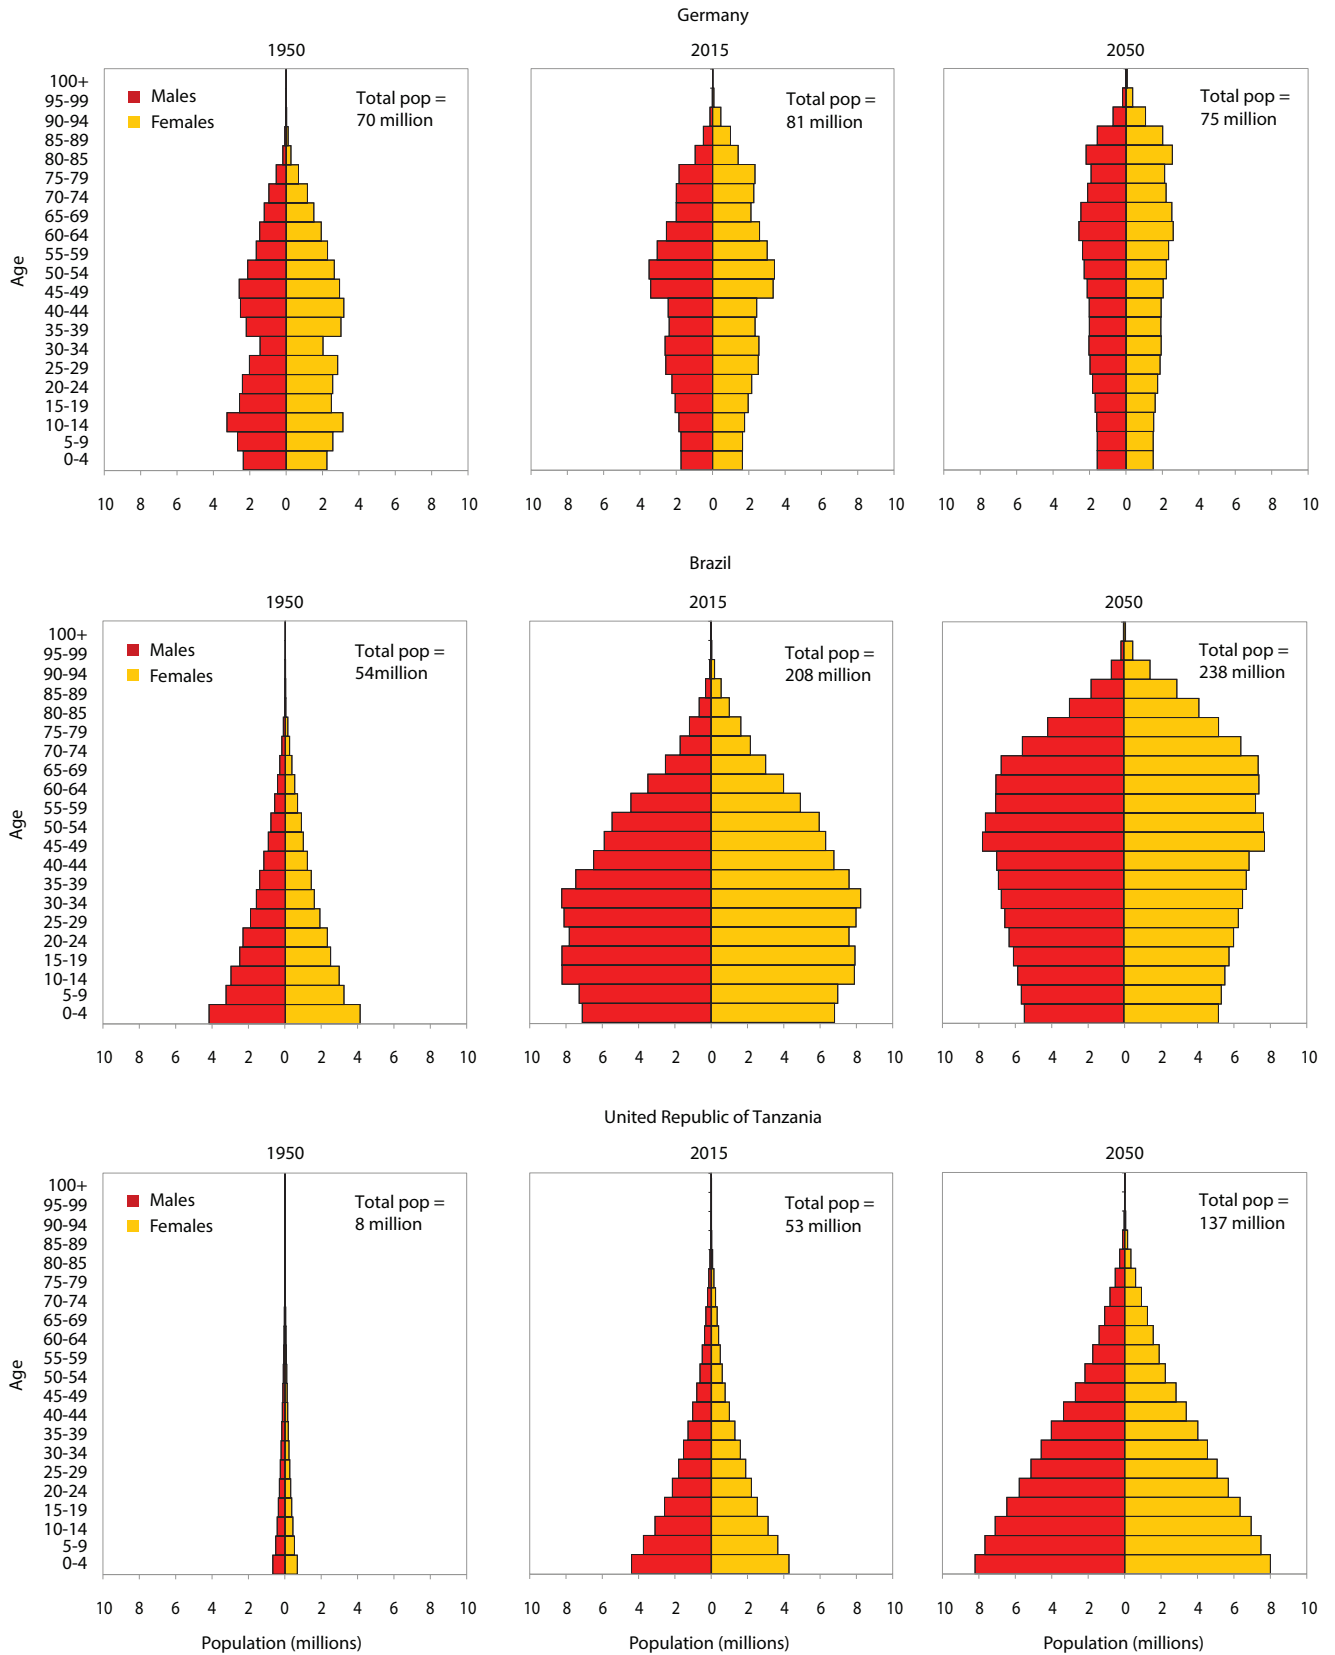 Germany
1950
2015
2050
100+
95-99
90-94
85-89
80-85
75-79
70-74
65-69
60-64
55-59
50-54
45-49
40-44
35-39
30-34
25-29
20-24
15-19
10-14
5-9
0-4
Age
Males
Females
Total pop =
70 million
Total pop =
81 million
Total pop =
75 million
10 8 6 4 2 0 2 4 6 8 10
10 8 6 4 2 0 2 4 6 8 10
10 8 6 4 2 0 2 4 6 8 10
Brazil
1950
2015
2050
100+
95-99
90-94
85-89
80-85
75-79
70-74
65-69
60-64
55-59
50-54
45-49
40-44
35-39
30-34
25-29
20-24
15-19
10-14
5-9
0-4
Age
Males
Females
Total pop =
54million
Total pop =
208 million
Total pop =
238 million
10 8 6 4 2 0 2 4 6 8 10
10 8 6 4 2 0 2 4 6 8 10
10 8 6 4 2 0 2 4 6 8 10
United Republic of Tanzania
1950
2015
2050
100+
95-99
90-94
85-89
80-85
75-79
70-74
65-69
60-64
55-59
50-54
45-49
40-44
35-39
30-34
25-29
20-24
15-19
10-14
5-9
0-4
Age
Males
Females
Total pop =
8 million
Total pop =
53 million
Total pop =
137 million
10 8 6 4 2 0 2 4 6 8 10
10 8 6 4 2 0 2 4 6 8 10
10 8 6 4 2 0 2 4 6 8 10
Population (millions)
Population (millions)
Population (millions)